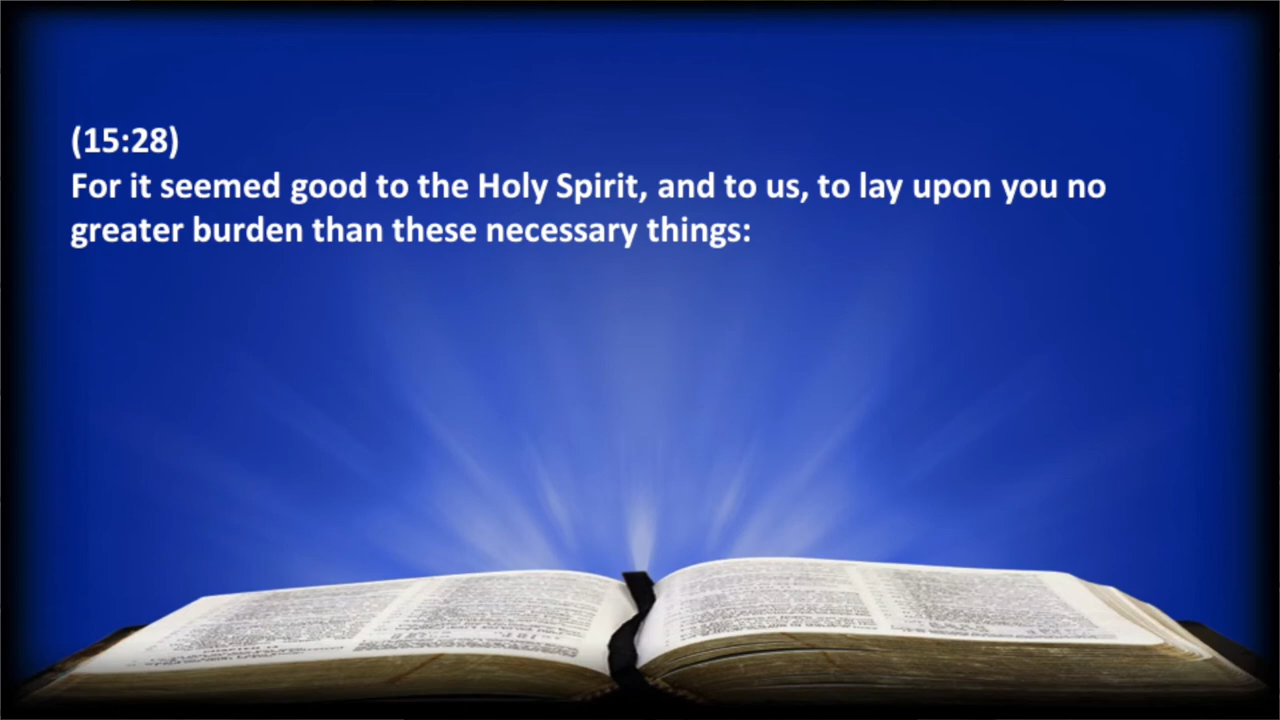 (15:28)
For it seemed good to the Holy Spirit, and to us, to lay upon you no
greater burden than these necessary things: